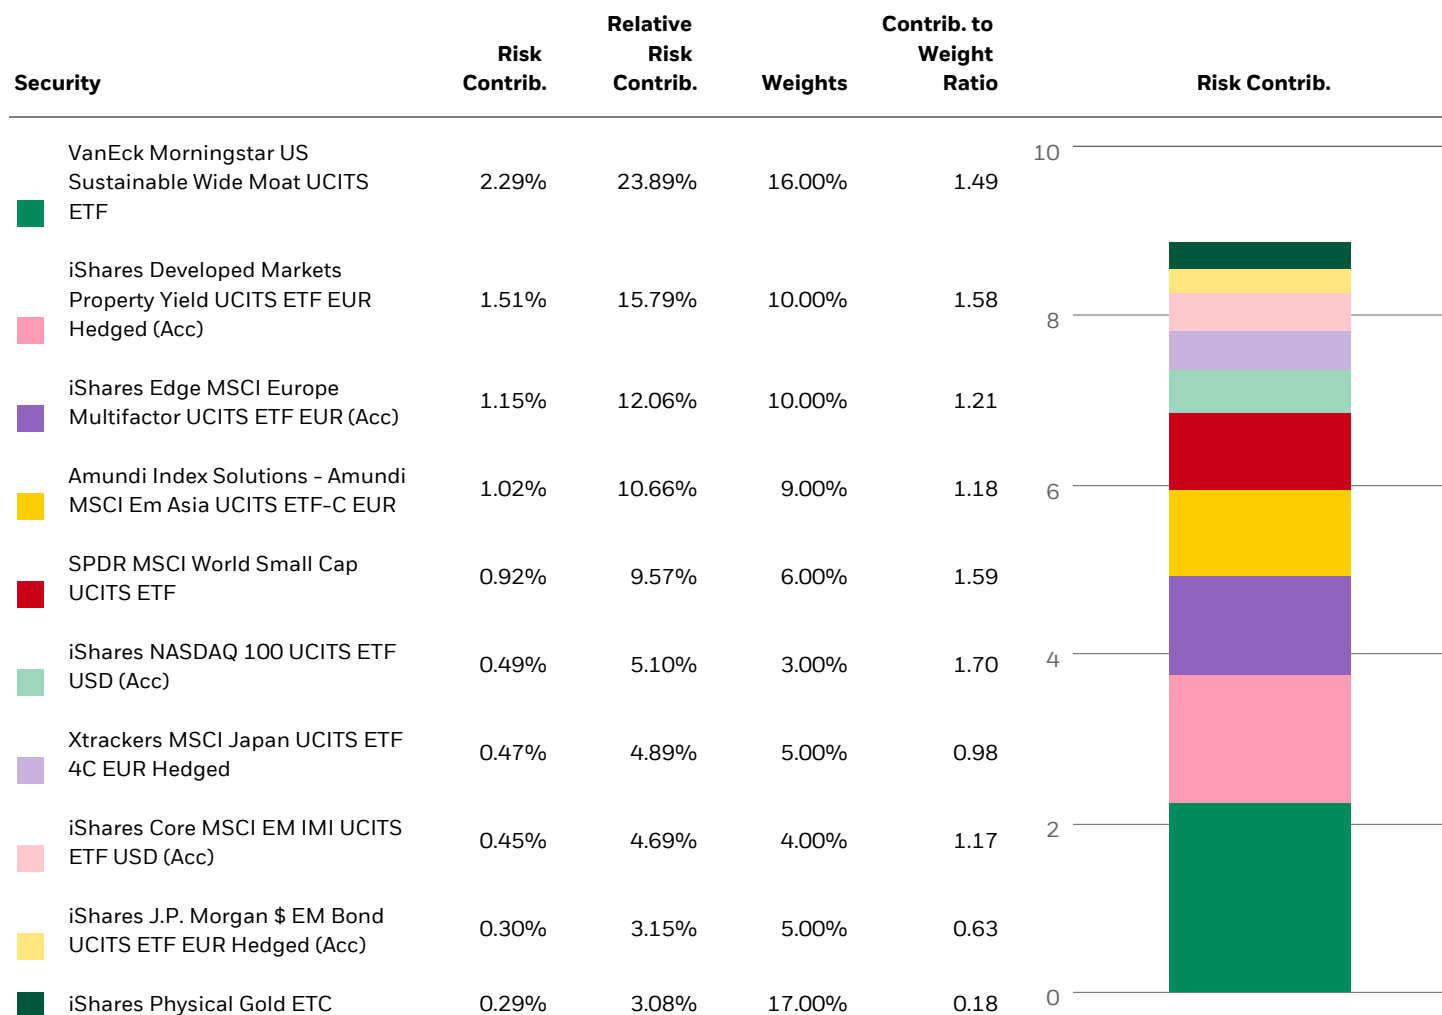 Security
Risk
Contrib.
Relative
Risk
Contrib.
Weights
Contrib. to
Weight
Ratio
Risk Contrib.
VanEck Morningstar US
Sustainable Wide Moat UCITS
ETF
2.29% 23.89% 16.00% 1.49
iShares Developed Markets
Property Yield UCITS ETF EUR
Hedged (Acc)
1.51% 15.79% 10.00% 1.58
iShares Edge MSCI Europe
Multifactor UCITS ETF EUR (Acc)
1.15% 12.06% 10.00% 1.21
Amundi Index Solutions - Amundi
MSCI Em Asia UCITS ETF-C EUR
1.02% 10.66% 9.00% 1.18
SPDR MSCI World Small Cap
UCITS ETF
0.92% 9.57% 6.00% 1.59
iShares NASDAQ 100 UCITS ETF
USD (Acc)
0.49% 5.10% 3.00% 1.70
Xtrackers MSCI Japan UCITS ETF
4C EUR Hedged
0.47% 4.89% 5.00% 0.98
iShares Core MSCI EM IMI UCITS
ETF USD (Acc)
0.45% 4.69% 4.00% 1.17
iShares J.P. Morgan $ EM Bond
UCITS ETF EUR Hedged (Acc)
0.30% 3.15% 5.00% 0.63
iShares Physical Gold ETC 0.29% 3.08% 17.00% 0.18
10
8
6
4
2
0